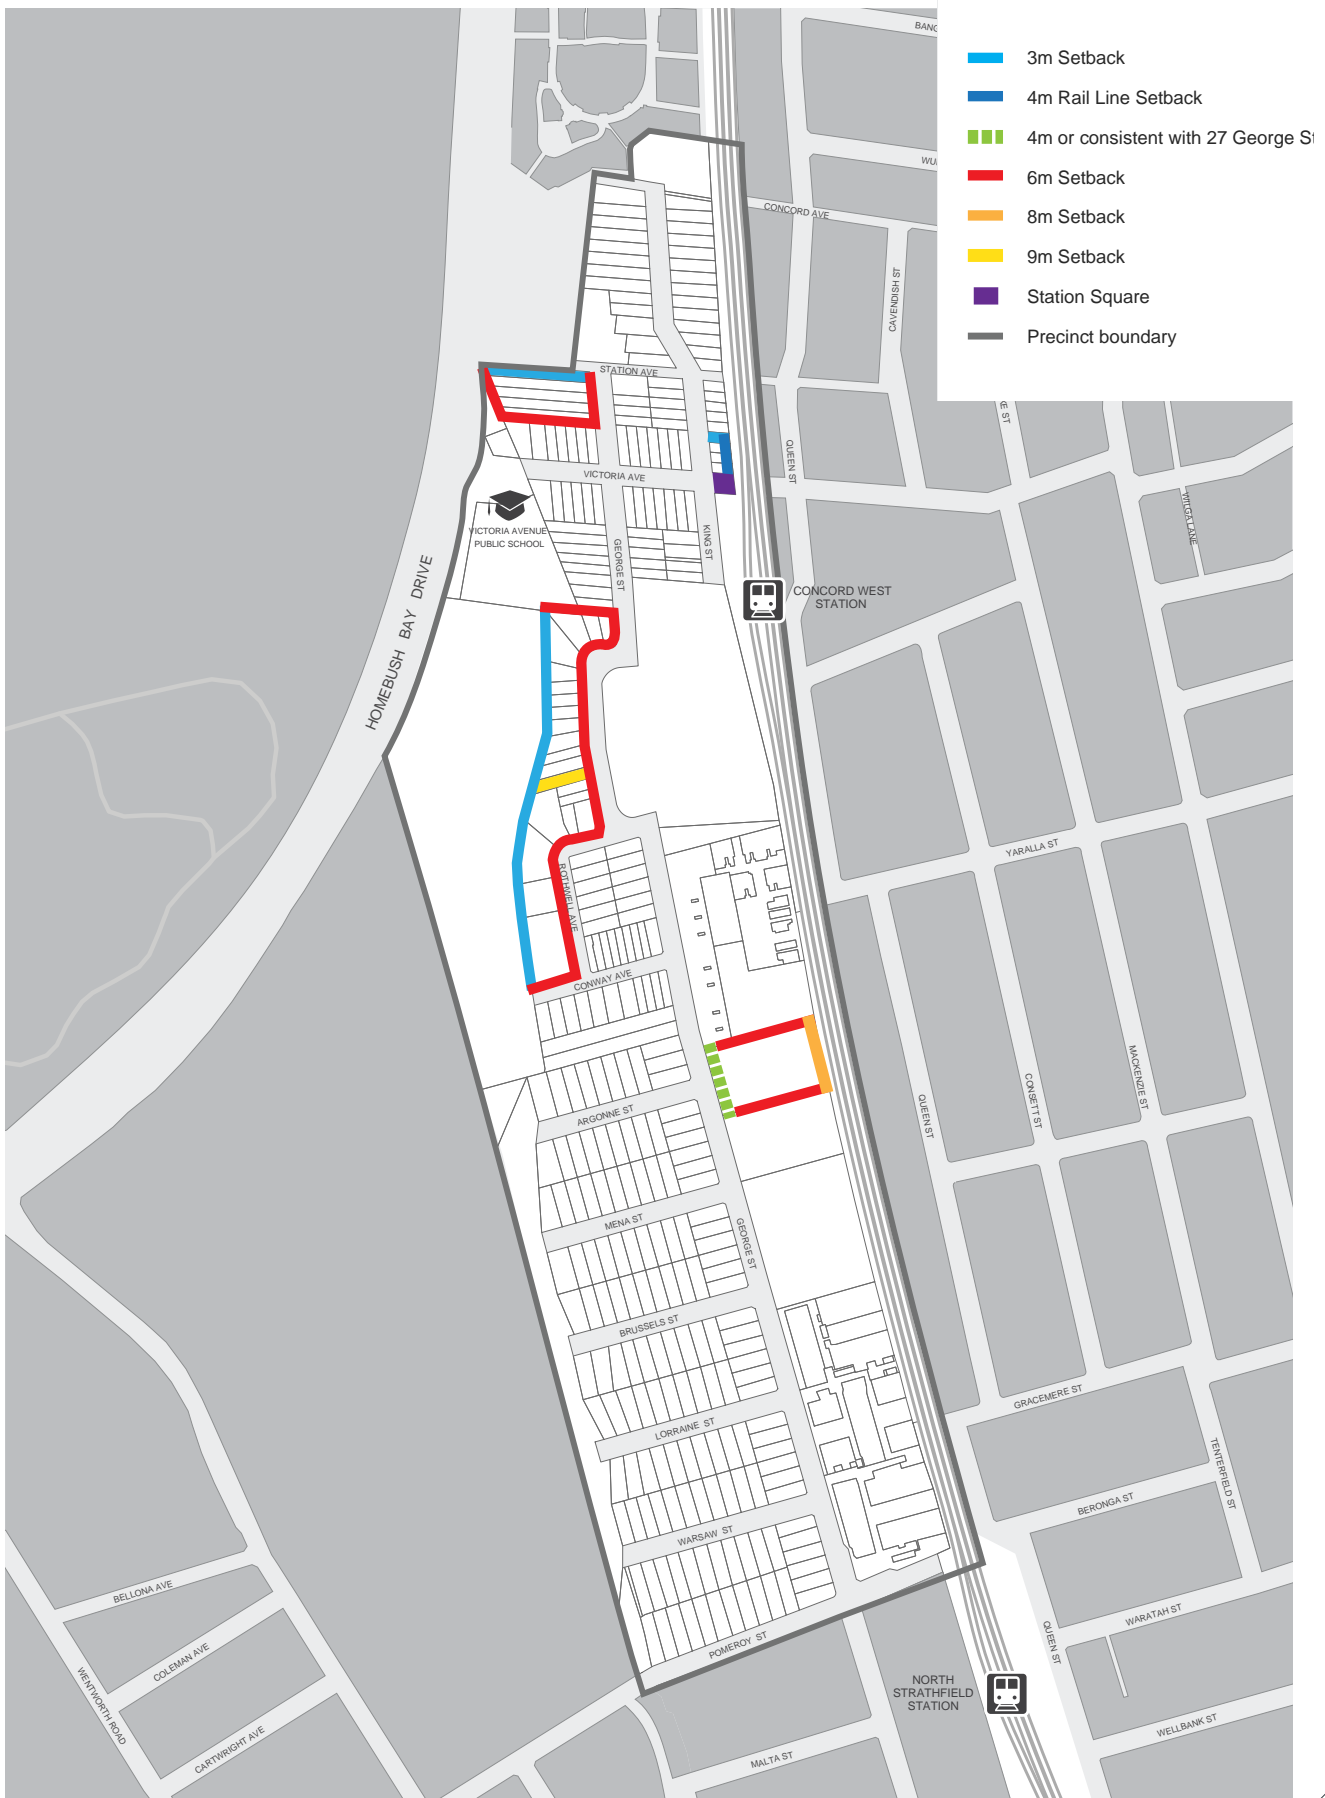 3m Setback
4m Rail Line Setback
4m or consistent with 27 George St
6m Setback
8m Setback
9m Setback
Station Square
Precinct boundary
CONCORD AVE
CAVENDISH ST
STATION AVE
QUEEN ST
VICTORIA AVE
VICTORIA AVENUE
PUBLIC SCHOOL
GEORGE ST
KING ST
WILGA LANE
HOMEBUSH BAY DRIVE
CONCORD WEST
STATION
YARALLA ST
ROTHWELL AVE
CONWAY AVE
ARGONNE ST
QUEEN ST
CONSETT ST
MACKENZIE ST
MENA ST
GEORGE ST
BRUSSELS ST
LORRAINE ST
GRACEMERE ST
TENTERFIELD ST
BERONGA ST
WARSAW ST
BELLONA AVE
COLEMAN AVE
WENTWORTH ROAD
CARTWRIGHT AVE
POMEROY ST
QUEEN ST
WARATAH ST
NORTH
STRATHFIELD
STATION
WELLBANK ST
MALTA ST